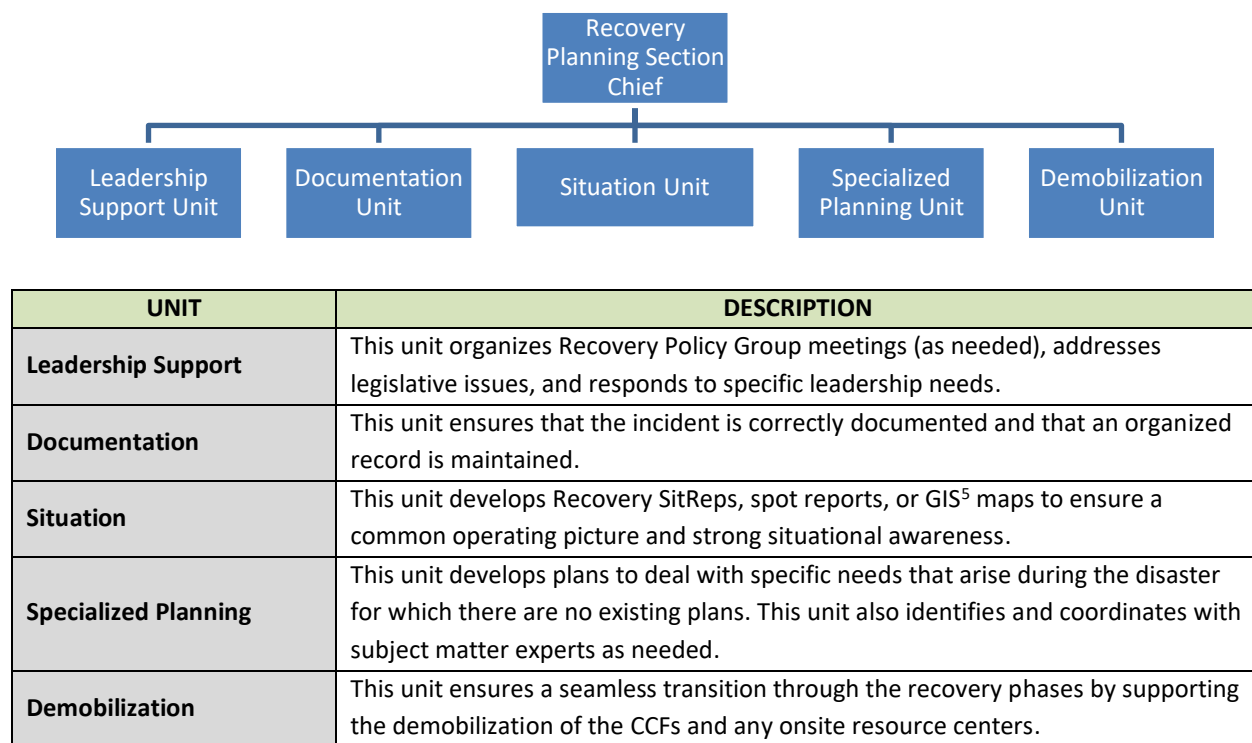 Recovery
Planning Section
Chief
Leadership
Support Unit
Documentation
Unit
Situation Unit
Specialized
Planning Unit
Demobilization
Unit
UNIT
DESCRIPTION
Leadership Support
This unit organizes Recovery Policy Group meetings (as needed), addresses
legislative issues, and responds to specific leadership needs.
Documentation
This unit ensures that the incident is correctly documented and that an organized
record is maintained.
Situation
This unit develops Recovery SitReps, spot reports, or GIS⁵ maps to ensure a
common operating picture and strong situational awareness.
Specialized Planning
This unit develops plans to deal with specific needs that arise during the disaster
for which there are no existing plans. This unit also identifies and coordinates with
subject matter experts as needed.
Demobilization
This unit ensures a seamless transition through the recovery phases by supporting
the demobilization of the CCFs and any onsite resource centers.